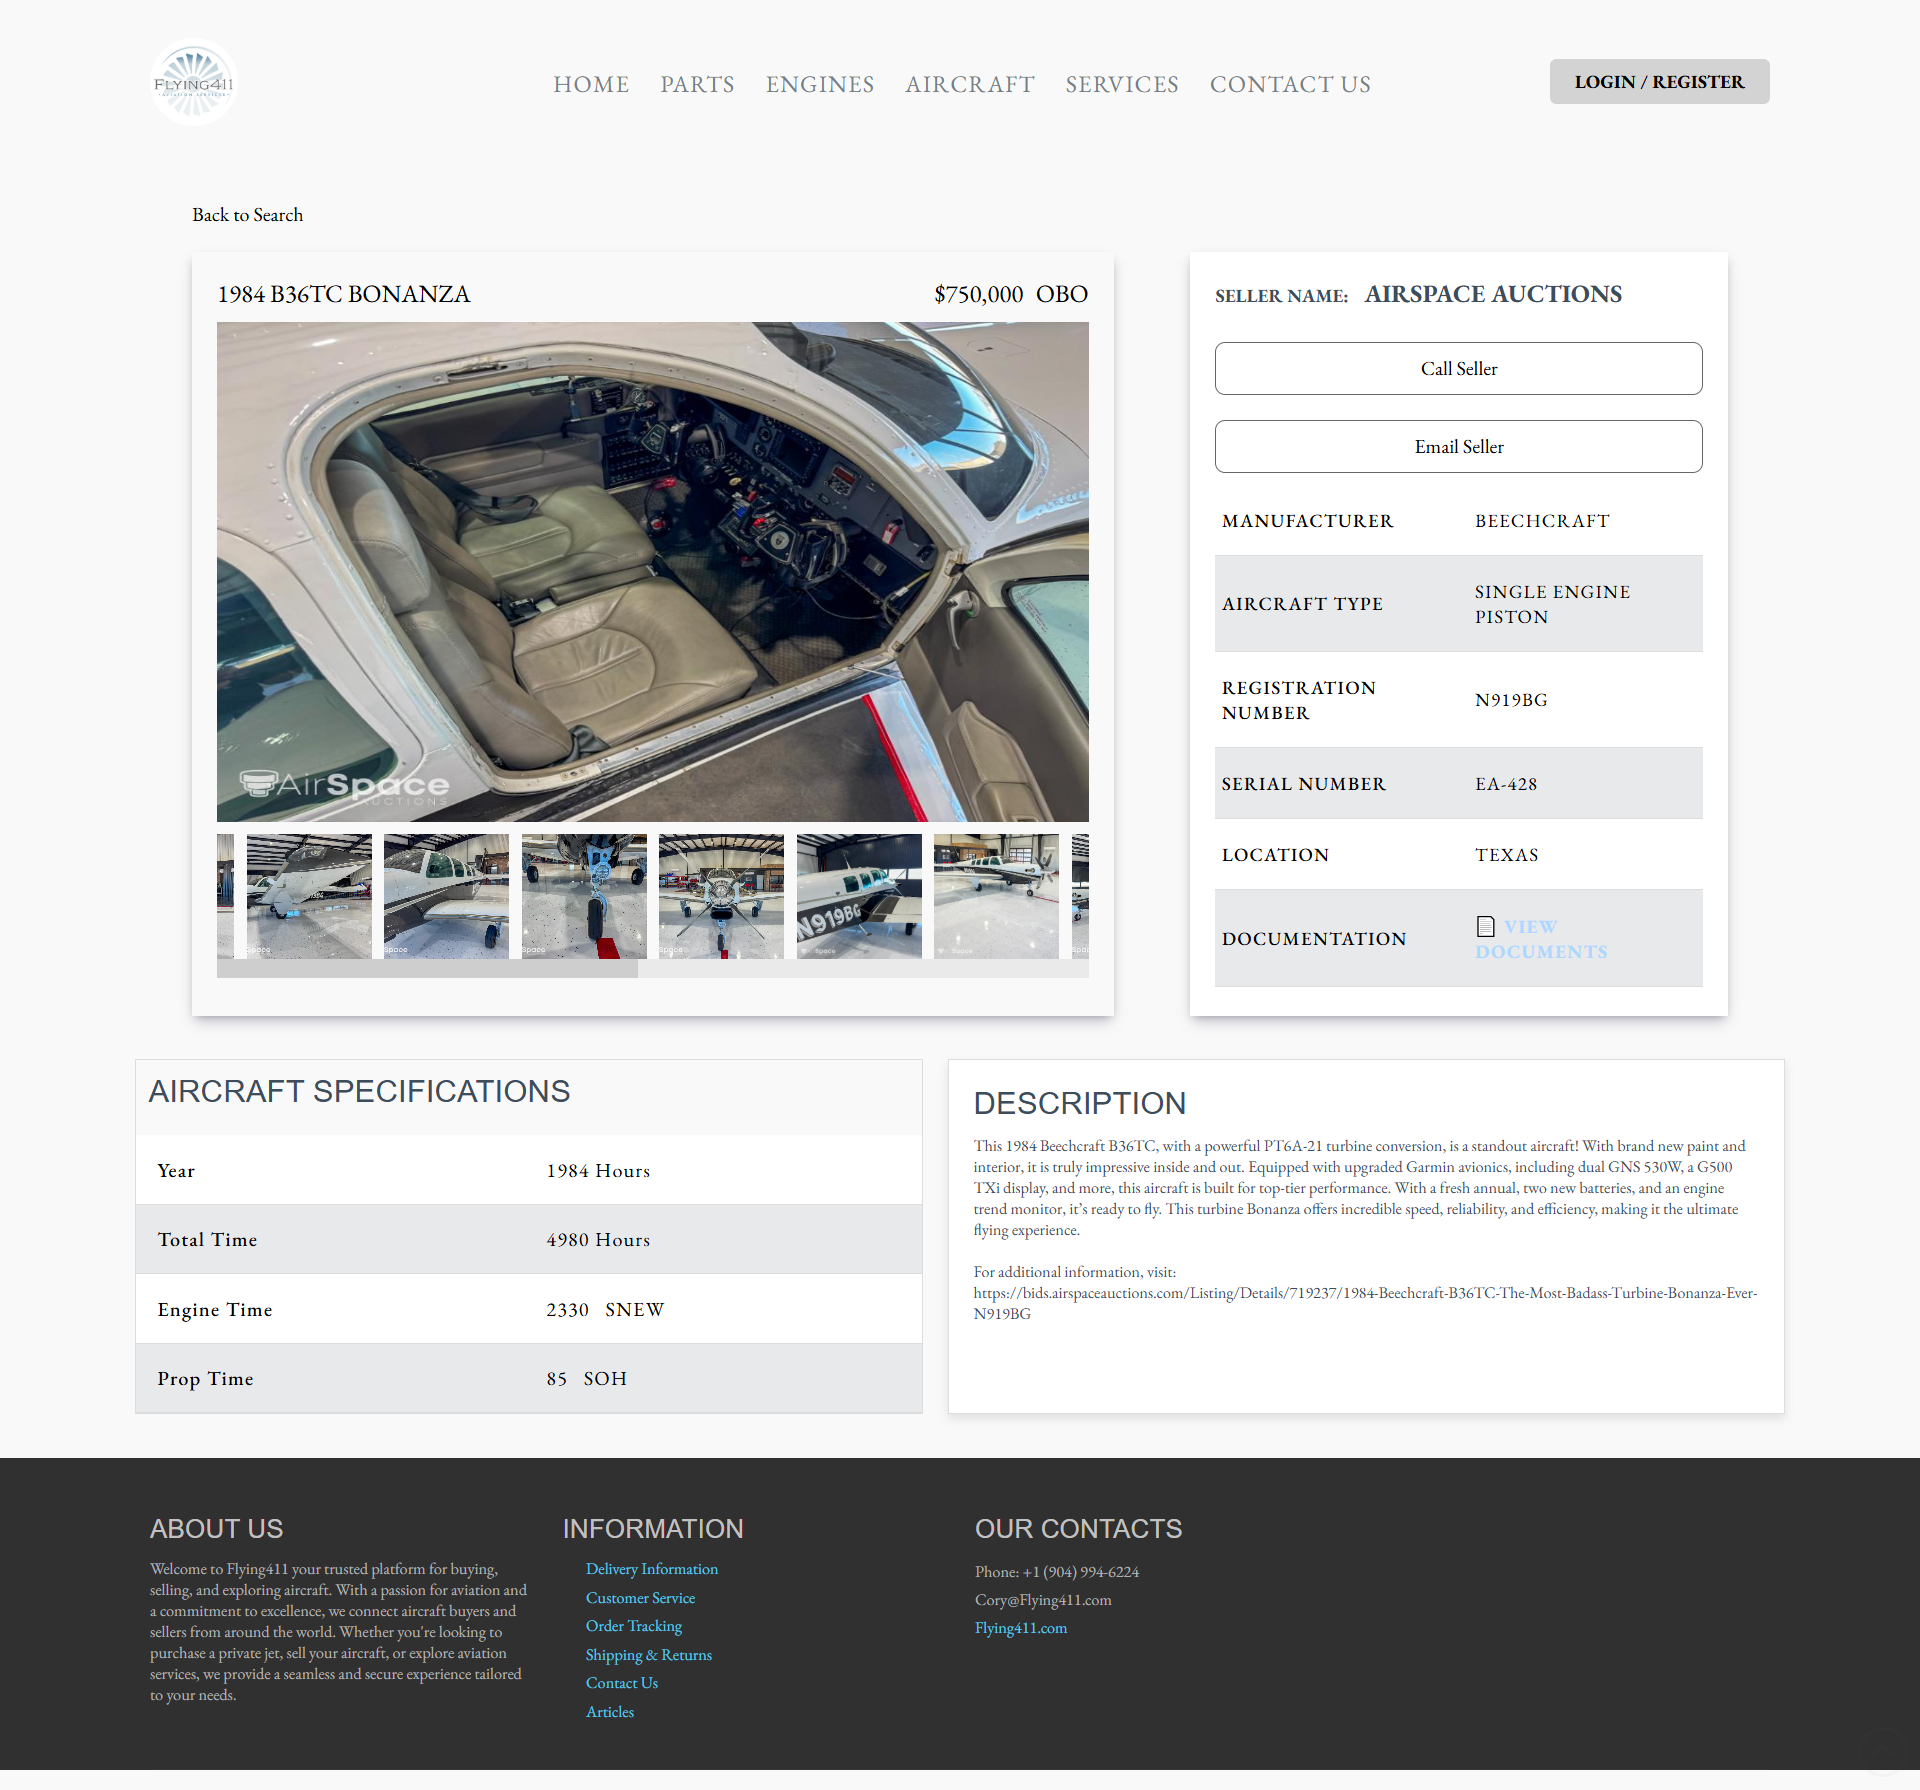 FLYING411
HOME
PARTS
ENGINES
AIRCRAFT
SERVICES
CONTACT US
LOGIN / REGISTER
Back to Search
1984 B36TC BONANZA
$750,000 OBO
AirSpace
AUCTIONS
N919BG
SELLER NAME: AIRSPACE AUCTIONS
Call Seller
Email Seller
MANUFACTURER
BEECHCRAFT
AIRCRAFT TYPE
SINGLE ENGINE
PISTON
REGISTRATION
NUMBER
N919BG
SERIAL NUMBER
EA-428
LOCATION
TEXAS
DOCUMENTATION
VIEW
DOCUMENTS
AIRCRAFT SPECIFICATIONS
Year
1984 Hours
Total Time
4980 Hours
Engine Time
2330 SNEW
Prop Time
85 SOH
DESCRIPTION
This 1984 Beechcraft B36TC, with a powerful PT6A-21 turbine conversion, is a standout aircraft! With brand new paint and
interior, it is truly impressive inside and out. Equipped with upgraded Garmin avionics, including dual GNS 530W, a G500
TXi display, and more, this aircraft is built for top-tier performance. With a fresh annual, two new batteries, and an engine
trend monitor, it’s ready to fly. This turbine Bonanza offers incredible speed, reliability, and efficiency, making it the ultimate
flying experience.
For additional information, visit:
https://bids.airspaceauctions.com/Listing/Details/719237/1984-Beechcraft-B36TC-The-Most-Badass-Turbine-Bonanza-Ever-
N919BG
ABOUT US
Welcome to Flying411 your trusted platform for buying,
selling, and exploring aircraft. With a passion for aviation and
a commitment to excellence, we connect aircraft buyers and
sellers from around the world. Whether you're looking to
purchase a private jet, sell your aircraft, or explore aviation
services, we provide a seamless and secure experience tailored
to your needs.
INFORMATION
Delivery Information
Customer Service
Order Tracking
Shipping & Returns
Contact Us
Articles
OUR CONTACTS
Phone: +1 (904) 994-6224
Cory@Flying411.com
Flying411.com